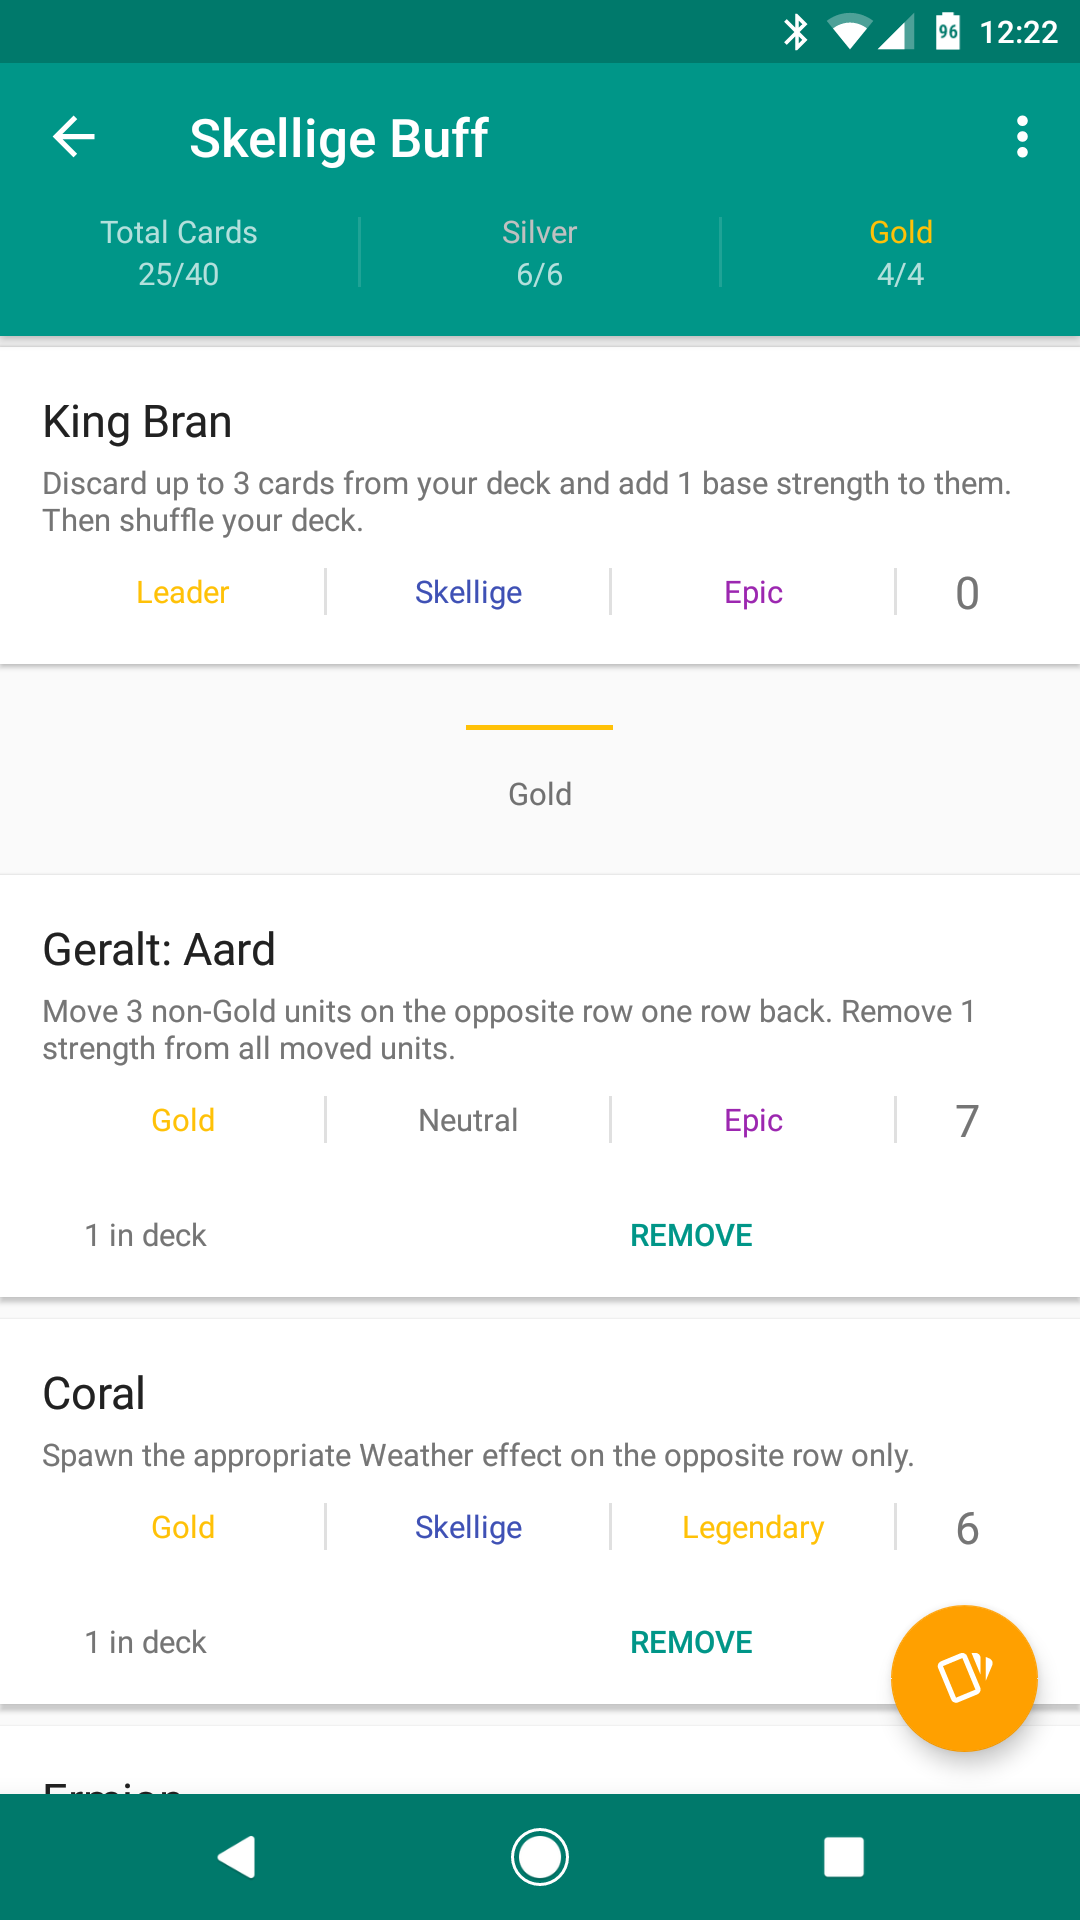 96 12:22
Skellige Buff
Total Cards Silver Gold
25/40 6/6 4/4
King Bran
Discard up to 3 cards from your deck and add 1 base strength to them.
Then shuffle your deck.
Leader Skellige Epic 0
Gold
Geralt: Aard
Move 3 non-Gold units on the opposite row one row back. Remove 1
strength from all moved units.
Gold Neutral Epic 7
1 in deck REMOVE
Coral
Spawn the appropriate Weather effect on the opposite row only.
Gold Skellige Legendary 6
1 in deck REMOVE
Ermion